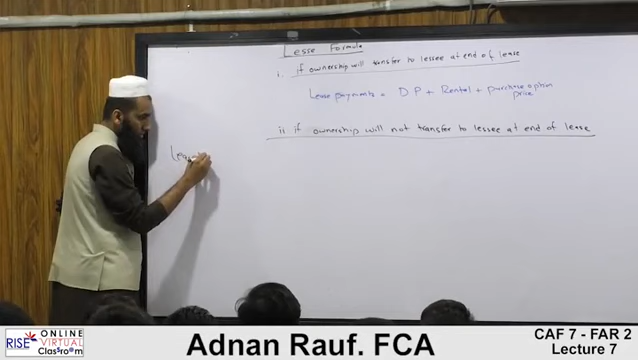 Lesse Formula
i. if ownership will transfer to lessee at end of lease
Lease payments = DP + Rental + purchase option price
ii if ownership will not transfer to lessee at end of lease
Lea
RISE
ONLINE
VIRTUAL
Classroom
Adnan Rauf. FCA
CAF 7 - FAR 2
Lecture 7